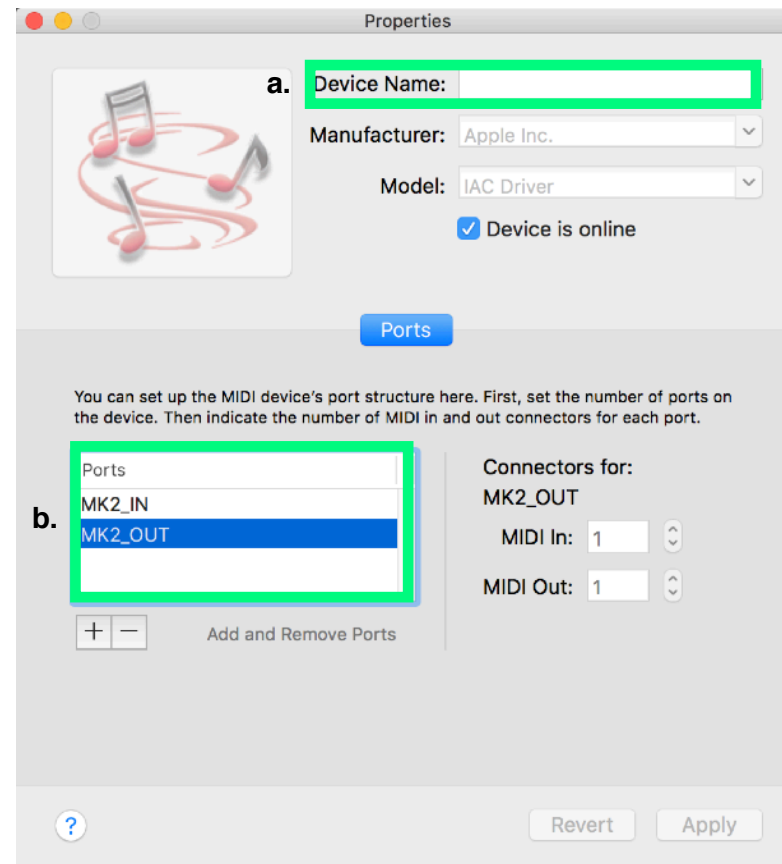 Properties
a.
Device Name:
Manufacturer: Apple Inc.
Model: IAC Driver
Device is online
Ports
You can set up the MIDI device's port structure here. First, set the number of ports on
the device. Then indicate the number of MIDI in and out connectors for each port.
b.
Ports
MK2_IN
MK2_OUT
+ −
Add and Remove Ports
Connectors for:
MK2_OUT
MIDI In: 1
MIDI Out: 1
?
Revert
Apply